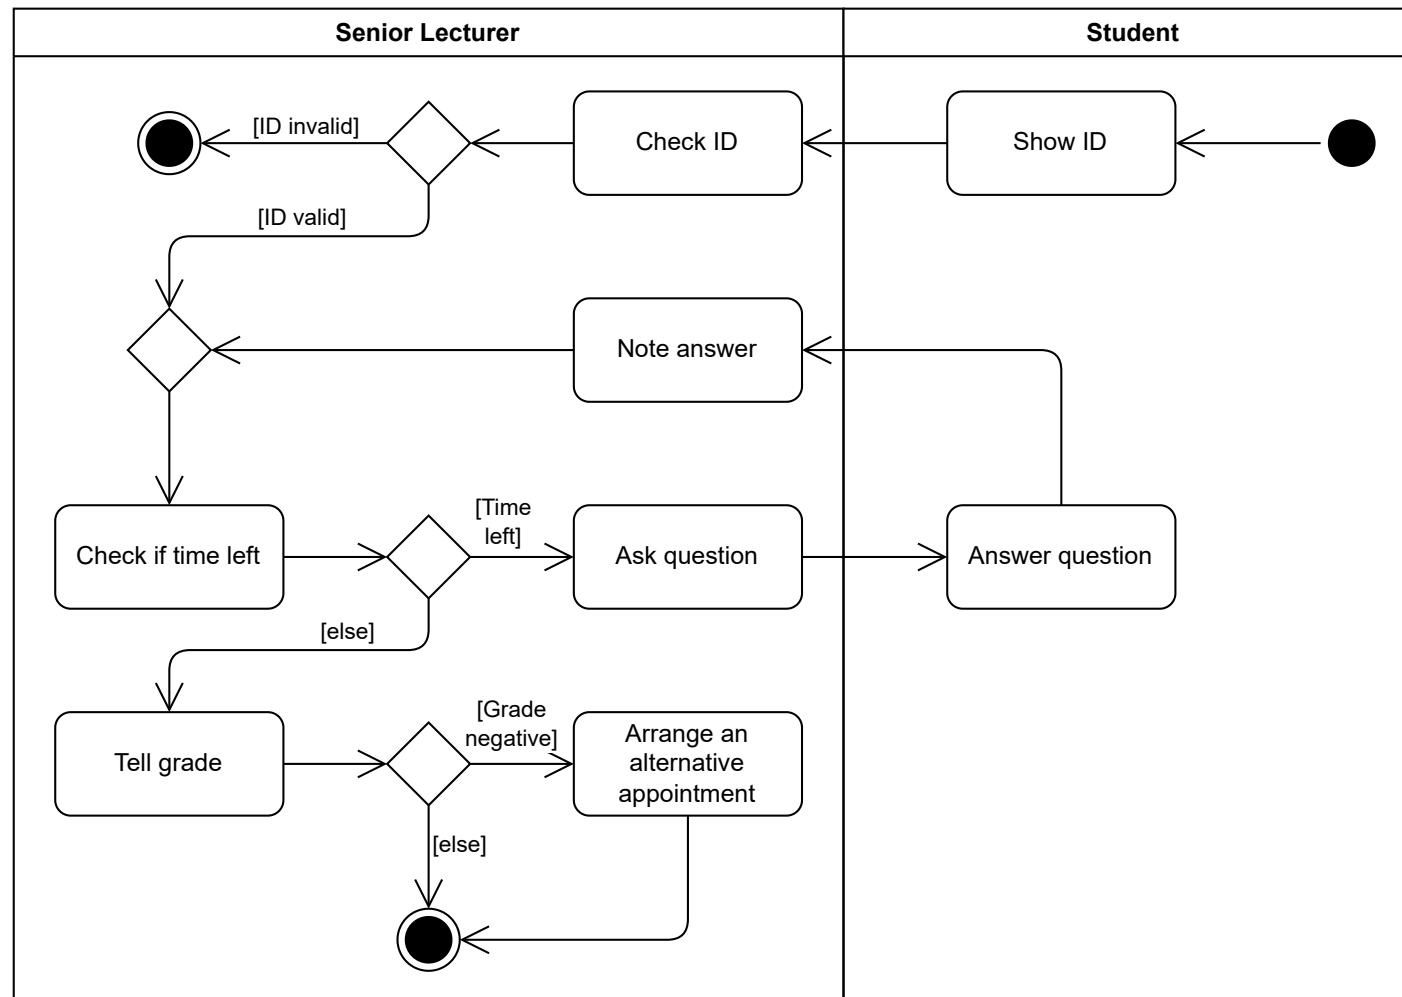 Senior Lecturer
Student
[ID invalid]
Check ID
Show ID
[ID valid]
Note answer
Check if time left
[Time
left]
Ask question
Answer question
[else]
Tell grade
[Grade
negative]
Arrange an
alternative
appointment
[else]